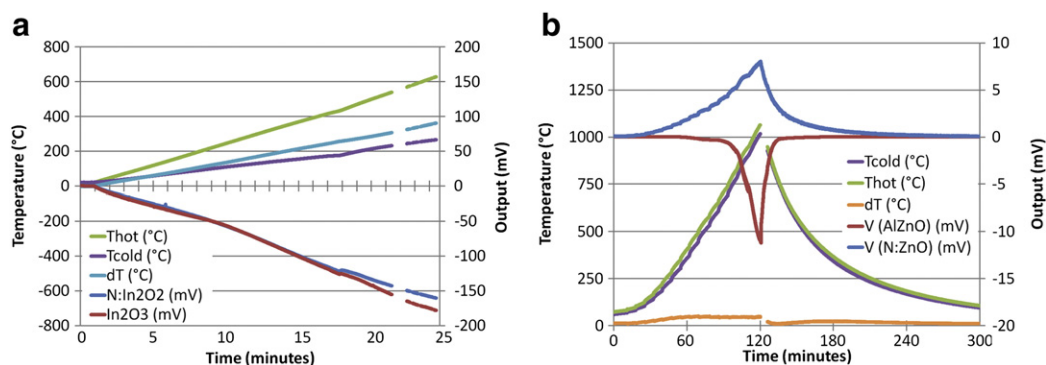 a
Temperature (°C)
800
600
400
200
0
-200
-400
-600
-800
200
150
100
50
0
-50
-100
-150
-200
Output (mV)
Thot (°C)
Tcold (°C)
dT (°C)
N:In2O2 (mV)
In2O3 (mV)
0 5 10 15 20 25
Time (minutes)
b
Temperature (°C)
1500
1250
1000
750
500
250
0
10
5
0
-5
-10
-15
-20
Output (mV)
Tcold (°C)
Thot (°C)
dT (°C)
V (AlZnO) (mV)
V (N:ZnO) (mV)
0 60 120 180 240 300
Time (minutes)